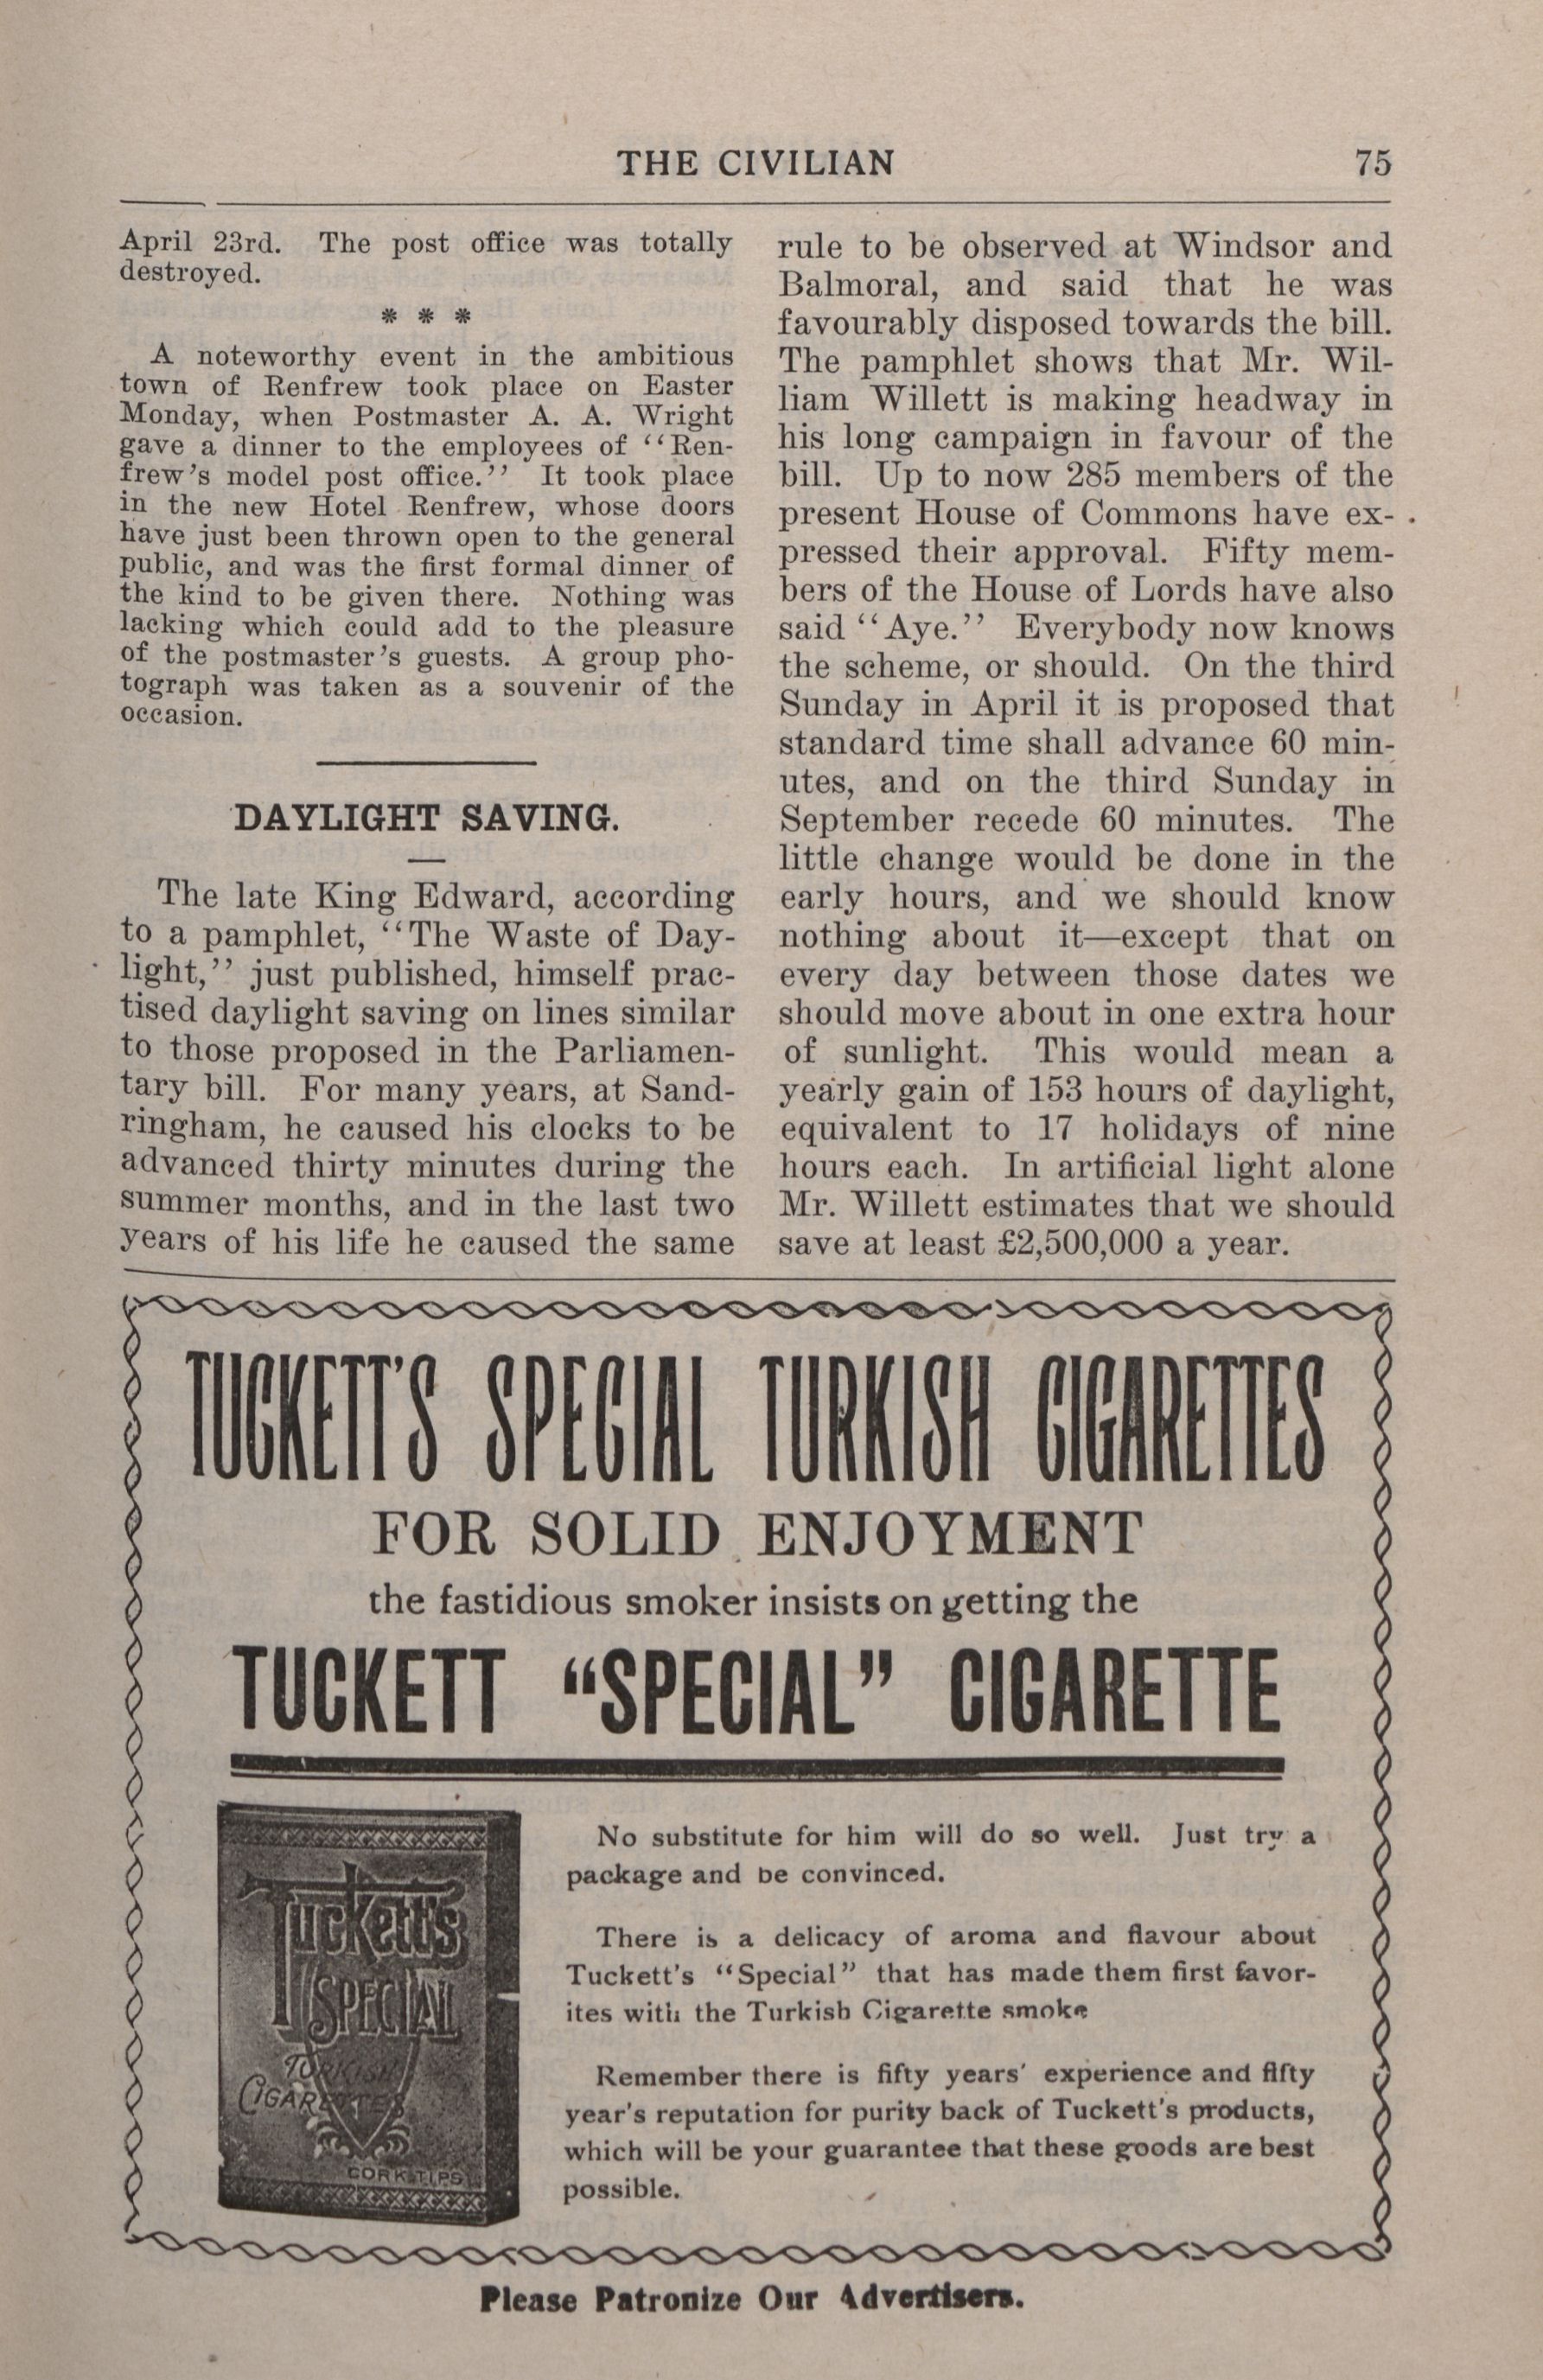 THE CIVILIAN 75
April 23rd. The post office was totally
destroyed.
* * *
A noteworthy event in the ambitious
town of Renfrew took place on Easter
Monday, when Postmaster A. A. Wright
gave a dinner to the employees of ‘‘Ren-
frew’s model post office.’’ It took place
in the new Hotel Renfrew, whose doors
have just been thrown open to the general
public, and was the first formal dinner of
the kind to be given there. Nothing was
lacking which could add to the pleasure
of the postmaster’s guests. A group pho-
tograph was taken as a souvenir of the
occasion.
DAYLIGHT SAVING.
The late King Edward, according
to a pamphlet, ‘‘The Waste of Day-
light,’’ just published, himself prac-
tised daylight saving on lines similar
to those proposed in the Parliamen-
tary bill. For many years, at Sand-
ringham, he caused his clocks to be
advanced thirty minutes during the
summer months, and in the last two
years of his life he caused the same
rule to be observed at Windsor and
Balmoral, and said that he was
favourably disposed towards the bill.
The pamphlet shows that Mr. Wil-
liam Willett is making headway in
his long campaign in favour of the
bill. Up to now 285 members of the
present House of Commons have ex-
pressed their approval. Fifty mem-
bers of the House of Lords have also
said ‘‘Aye.’’ Everybody now knows
the scheme, or should. On the third
Sunday in April it is proposed that
standard time shall advance 60 min-
utes, and on the third Sunday in
September recede 60 minutes. The
little change would be done in the
early hours, and we should know
nothing about it—except that on
every day between those dates we
should move about in one extra hour
of sunlight. This would mean a
yearly gain of 153 hours of daylight,
equivalent to 17 holidays of nine
hours each. In artificial light alone
Mr. Willett estimates that we should
save at least £2,500,000 a year.
TUCKETT'S SPECIAL TURKISH CIGARETTES
FOR SOLID ENJOYMENT
the fastidious smoker insists on getting the
TUCKETT “SPECIAL” CIGARETTE
Tuckett's
SPECIAL
TURKISH
CIGARETTES
CORK TIPS
No substitute for him will do so well. Just try a
package and be convinced.
There is a delicacy of aroma and flavour about
Tuckett's “Special” that has made them first favor-
ites with the Turkish Cigarette smoke
Remember there is fifty years' experience and fifty
year's reputation for purity back of Tuckett's products,
which will be your guarantee that these goods are best
possible.
Please Patronize Our Advertisers.